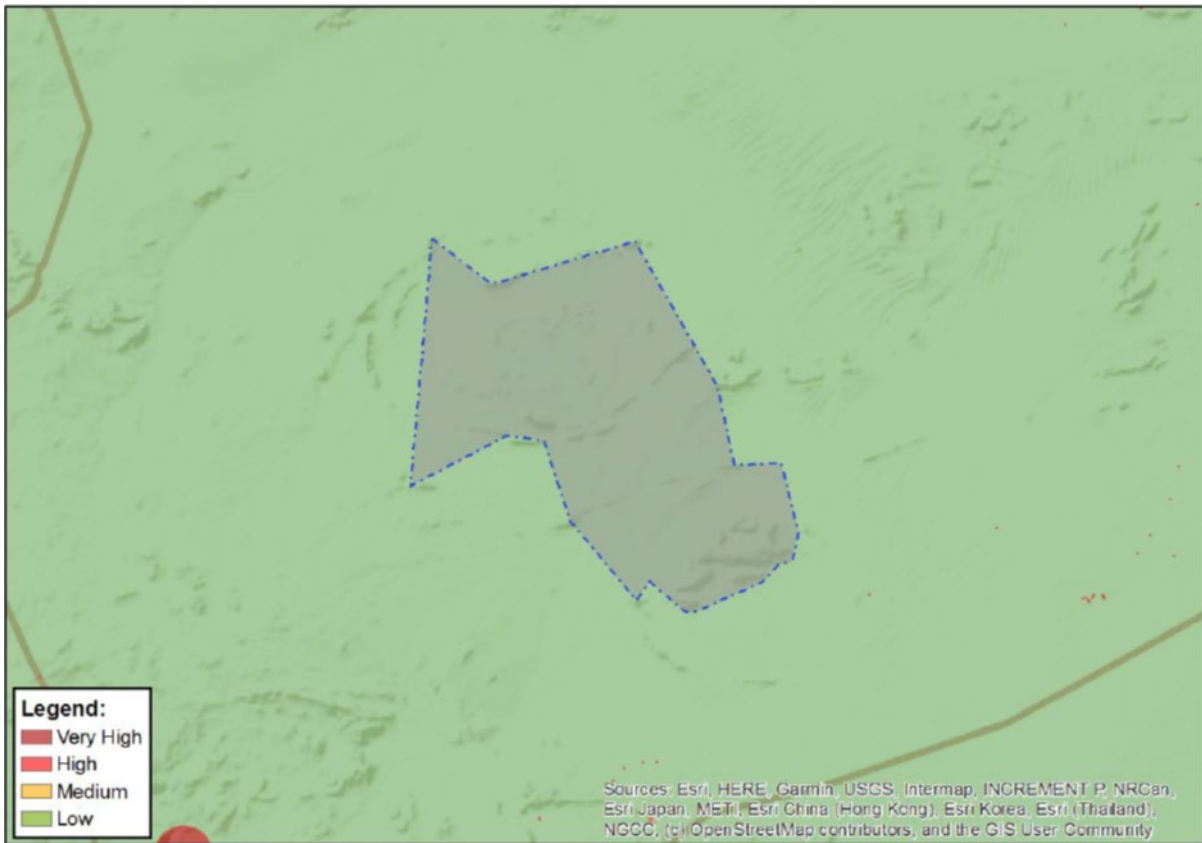 Legend:
Very High
High
Medium
Low
Sources: Esri, HERE, Garmin, USGS, Intermap, INCREMENT P, NRCan,
Esri Japan, METI, Esri China (Hong Kong), Esri Korea, Esri (Thailand),
NGCC, (c) OpenStreetMap contributors, and the GIS User Community